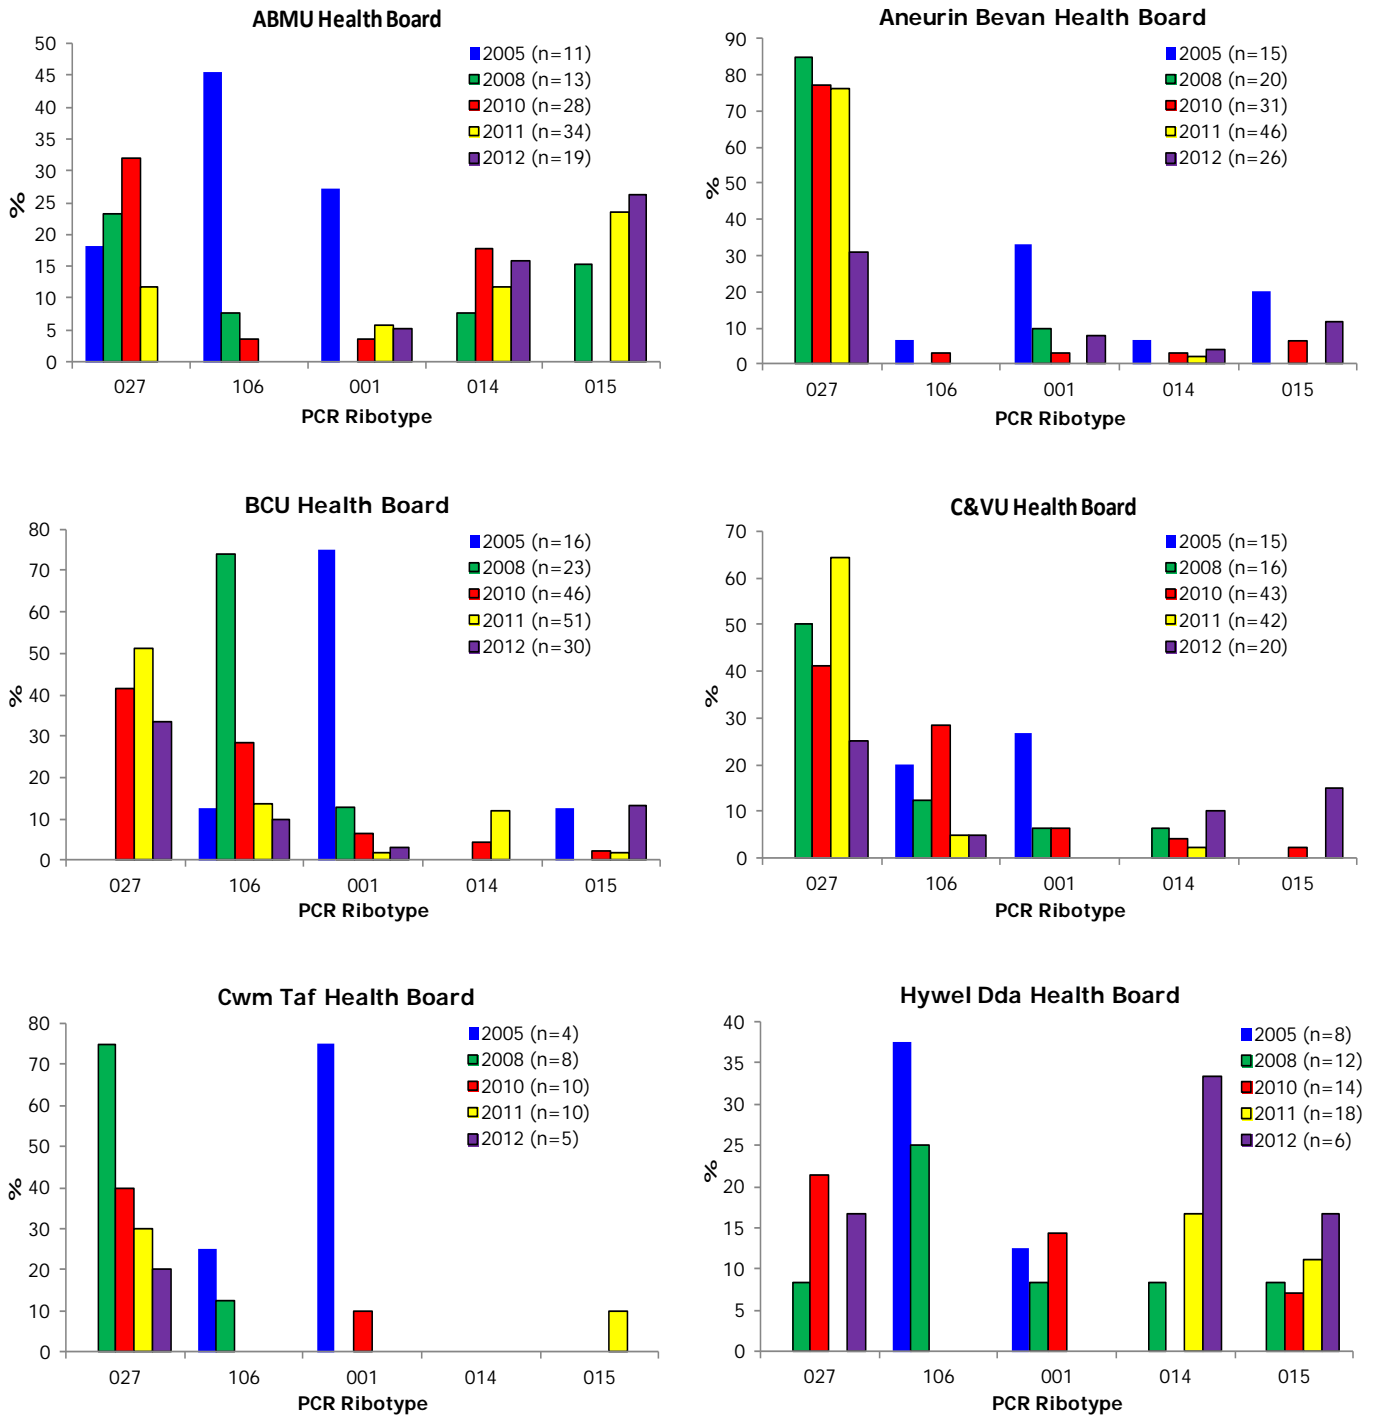 ABMU Health Board
50
45
40
35
30
25
20
15
10
5
0
%
2005 (n=11)
2008 (n=13)
2010 (n=28)
2011 (n=34)
2012 (n=19)
027 106 001 014 015
PCR Ribotype
Aneurin Bevan Health Board
90
80
70
60
50
40
30
20
10
0
%
2005 (n=15)
2008 (n=20)
2010 (n=31)
2011 (n=46)
2012 (n=26)
027 106 001 014 015
PCR Ribotype
BCU Health Board
80
70
60
50
40
30
20
10
0
%
2005 (n=16)
2008 (n=23)
2010 (n=46)
2011 (n=51)
2012 (n=30)
027 106 001 014 015
PCR Ribotype
C&VU Health Board
70
60
50
40
30
20
10
0
%
2005 (n=15)
2008 (n=16)
2010 (n=43)
2011 (n=42)
2012 (n=20)
027 106 001 014 015
PCR Ribotype
Cwm Taf Health Board
80
70
60
50
40
30
20
10
0
%
2005 (n=4)
2008 (n=8)
2010 (n=10)
2011 (n=10)
2012 (n=5)
027 106 001 014 015
PCR Ribotype
Hywel Dda Health Board
40
35
30
25
20
15
10
5
0
%
2005 (n=8)
2008 (n=12)
2010 (n=14)
2011 (n=18)
2012 (n=6)
027 106 001 014 015
PCR Ribotype